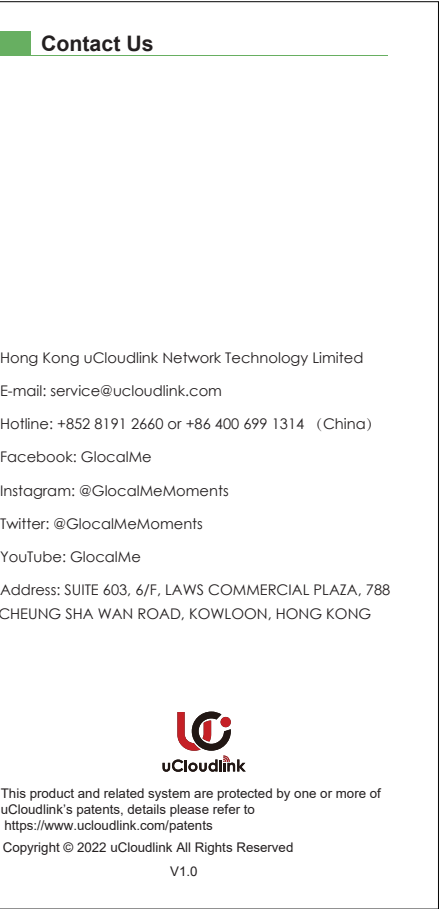 Contact Us
Hong Kong uCloudlink Network Technology Limited
E-mail: service@ucloudlink.com
Hotline: +852 8191 2660 or +86 400 699 1314 （China）
Facebook: GlocalMe
Instagram: @GlocalMeMoments
Twitter: @GlocalMeMoments
YouTube: GlocalMe
Address: SUITE 603, 6/F, LAWS COMMERCIAL PLAZA, 788
CHEUNG SHA WAN ROAD, KOWLOON, HONG KONG
uCloudlink
This product and related system are protected by one or more of
uCloudlink's patents, details please refer to
https://www.ucloudlink.com/patents
Copyright © 2022 uCloudlink All Rights Reserved
V1.0